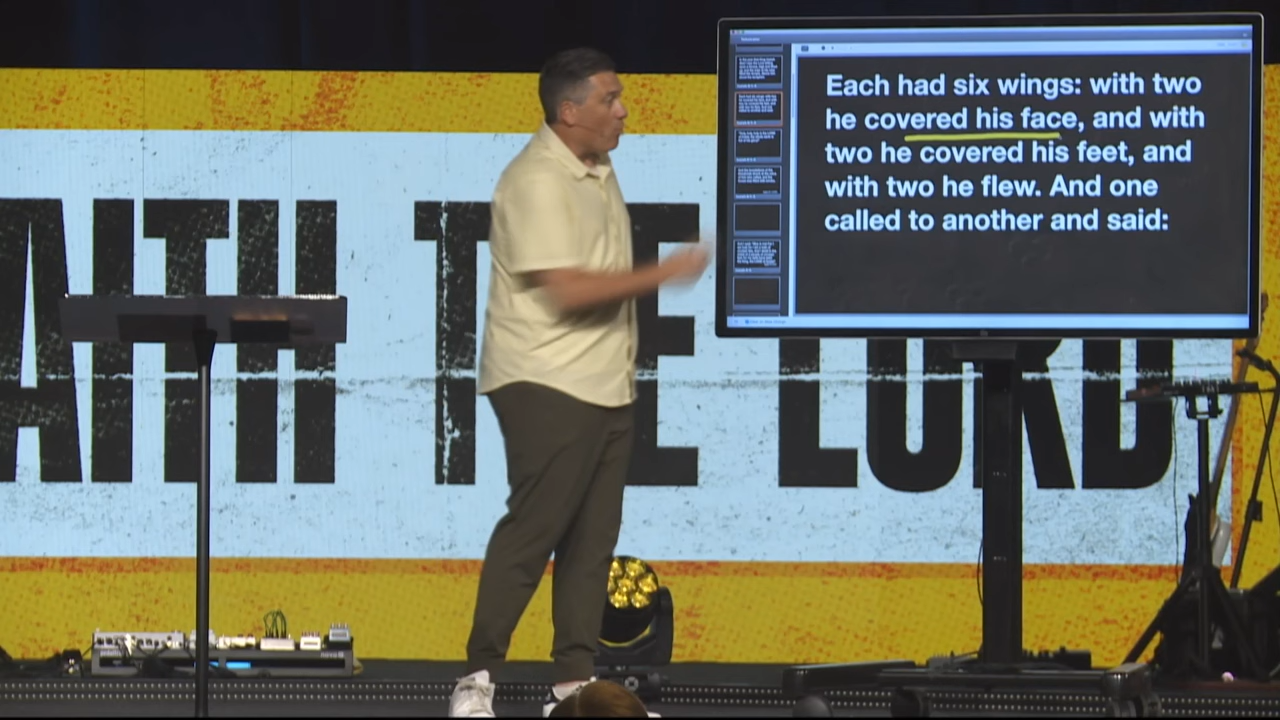 Each had six wings: with two
he covered his face, and with
two he covered his feet, and
with two he flew. And one
called to another and said:
AITH THE LORD